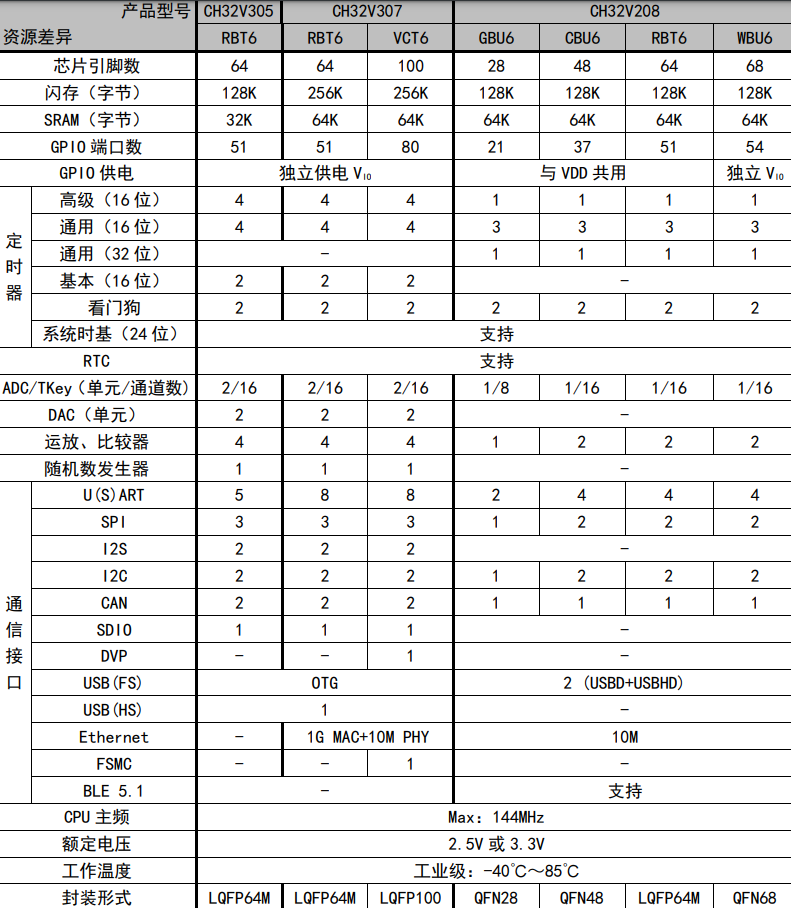 产品型号 CH32V305 CH32V307 CH32V208
资源差异 RBT6 RBT6 VCT6 GBU6 CBU6 RBT6 WBU6
芯片引脚数 64 64 100 28 48 64 68
闪存（字节） 128K 256K 256K 128K 128K 128K 128K
SRAM（字节） 32K 64K 64K 64K 64K 64K 64K
GPIO 端口数 51 51 80 21 37 51 54
GPIO 供电 独立供电 VIO 与 VDD 共用 独立 VIO
定时器
高级（16 位） 4 4 4 1 1 1 1
通用（16 位） 4 4 4 3 3 3 3
通用（32 位） - 1 1 1 1
基本（16 位） 2 2 2 -
看门狗 2 2 2 2 2 2 2
系统时基（24 位） 支持
RTC 支持
ADC/TKey（单元/通道数） 2/16 2/16 2/16 1/8 1/16 1/16 1/16
DAC（单元） 2 2 2 -
运放、比较器 4 4 4 1 2 2 2
随机数发生器 1 1 1 -
通信接口
U(S)ART 5 8 8 2 4 4 4
SPI 3 3 3 1 2 2 2
I2S 2 2 2 -
I2C 2 2 2 1 2 2 2
CAN 2 2 2 1 1 1 1
SDIO 1 1 1 -
DVP - - 1 -
USB(FS) OTG 2 (USBD+USBHD)
USB(HS) 1 -
Ethernet - 1G MAC+10M PHY 10M
FSMC - - 1 -
BLE 5.1 - 支持
CPU 主频 Max: 144MHz
额定电压 2.5V 或 3.3V
工作温度 工业级：-40℃～85℃
封装形式 LQFP64M LQFP64M LQFP100 QFN28 QFN48 LQFP64M QFN68